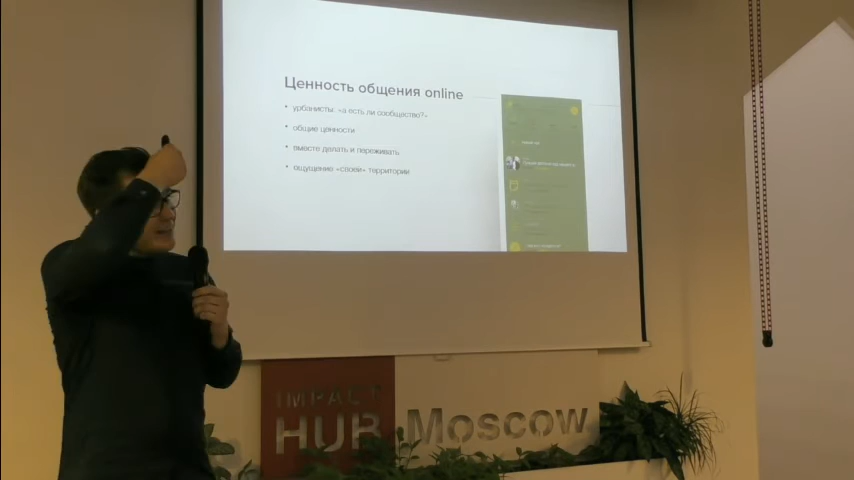 Ценность общения online
• урбанисты: «а есть ли сообщество?»
• общие ценности
• вместе делать и переживать
• ощущение «своей» территории
IMPACT
HUB Moscow